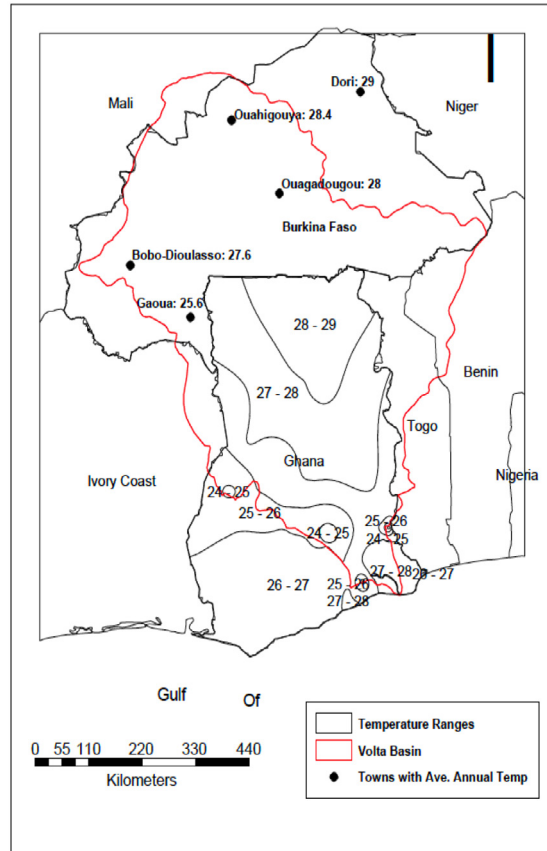 Dori: 29
Mali
Niger
Ouahigouya: 28.4
Ouagadougou: 28
Burkina Faso
Bobo-Dioulasso: 27.6
Gaoua: 25.6
28 - 29
Benin
27 - 28
Togo
Ghana
Nigeria
Ivory Coast
24 - 25
25 - 26
25 - 26
24 - 25
24 - 25
27 - 28
26 - 27
26 - 27
25 - 26
27 - 28
Gulf Of
Temperature Ranges
Volta Basin
Towns with Ave. Annual Temp
0 55 110 220 330 440
Kilometers